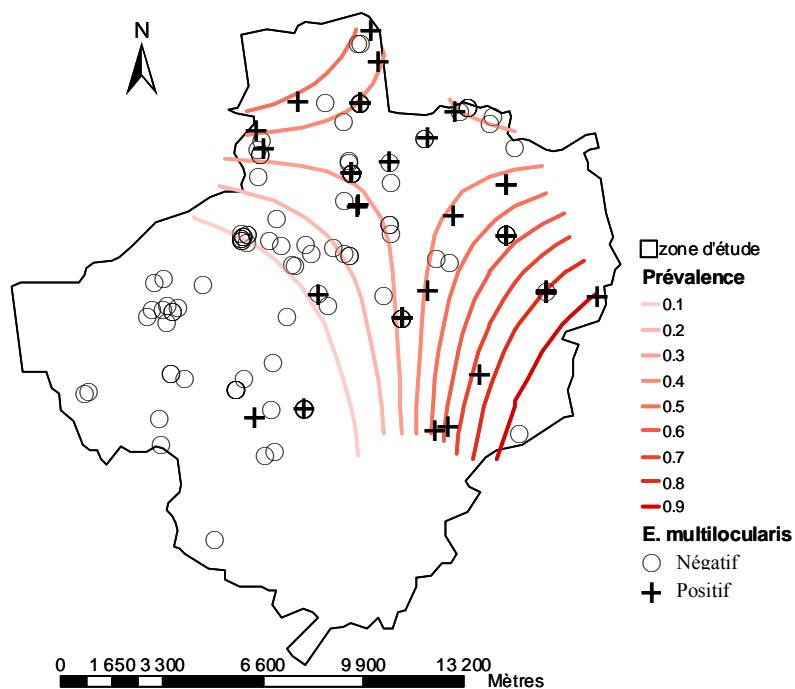 N
zone d'étude
Prévalence
0.1
0.2
0.3
0.4
0.5
0.6
0.7
0.8
0.9
E. multilocularis
Négatif
Positif
0 1 650 3 300 6 600 9 900 13 200
Mètres